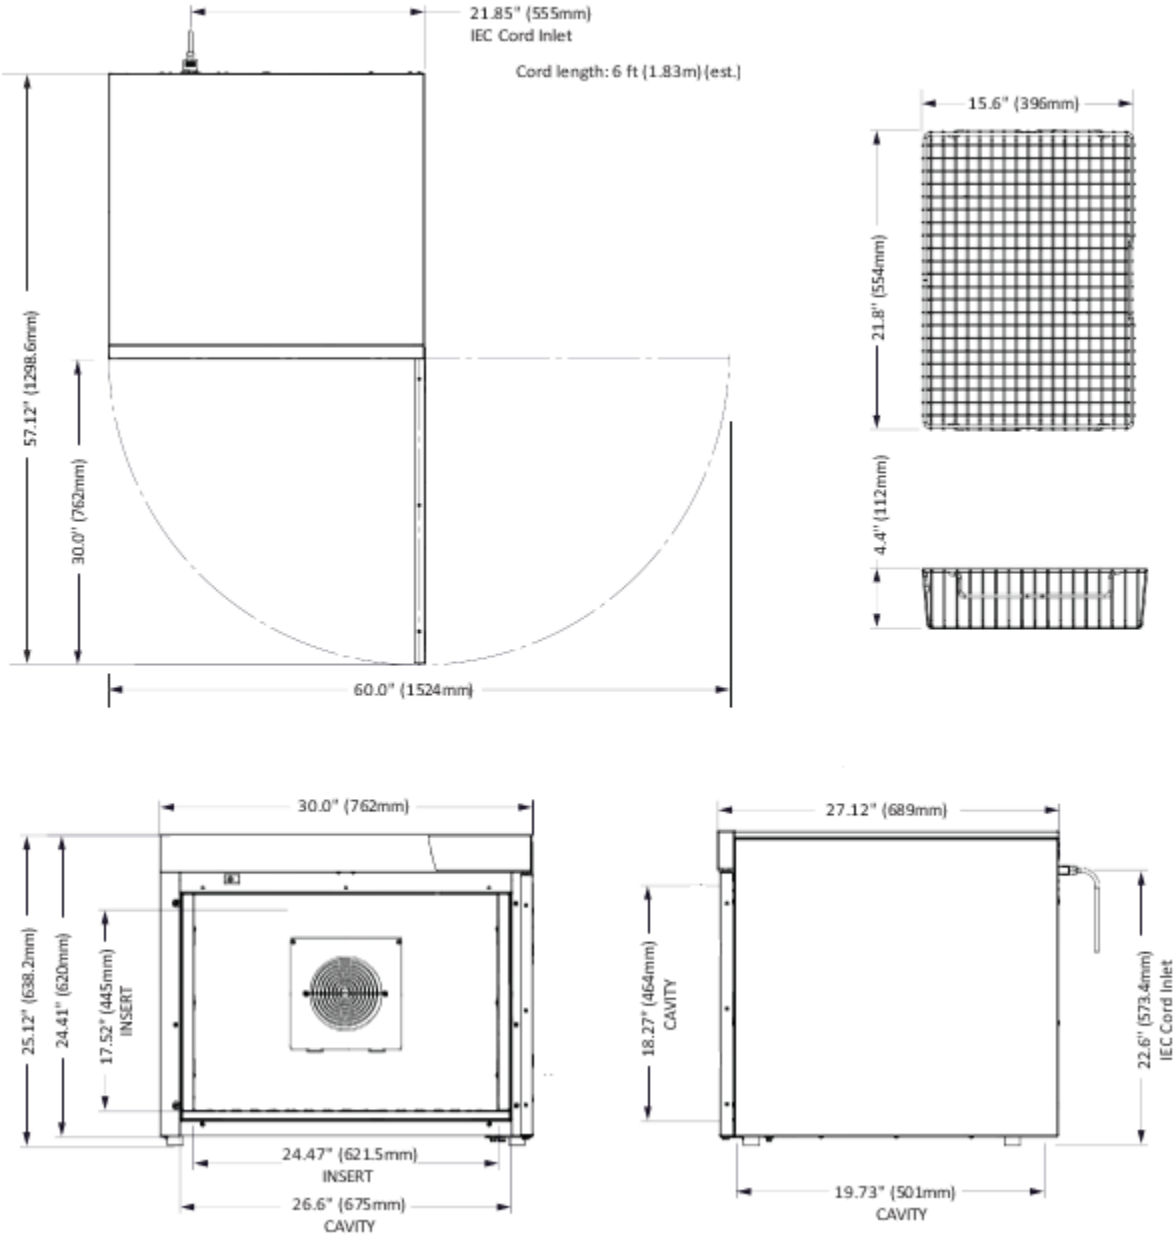 21.85" (555mm)
IEC Cord Inlet
Cord length: 6 ft (1.83m)(est.)
15.6" (396mm)
21.8" (554mm)
57.12" (1298.6mm)
30.0" (762mm)
4.4" (112mm)
60.0" (1524mm)
30.0" (762mm)
27.12" (689mm)
25.12" (638.2mm)
24.41" (620mm)
17.52" (445mm)
INSERT
18.27" (464mm)
CAVITY
22.6" (573.4mm)
IEC Cord Inlet
24.47" (621.5mm)
INSERT
26.6" (675mm)
CAVITY
19.73" (501mm)
CAVITY